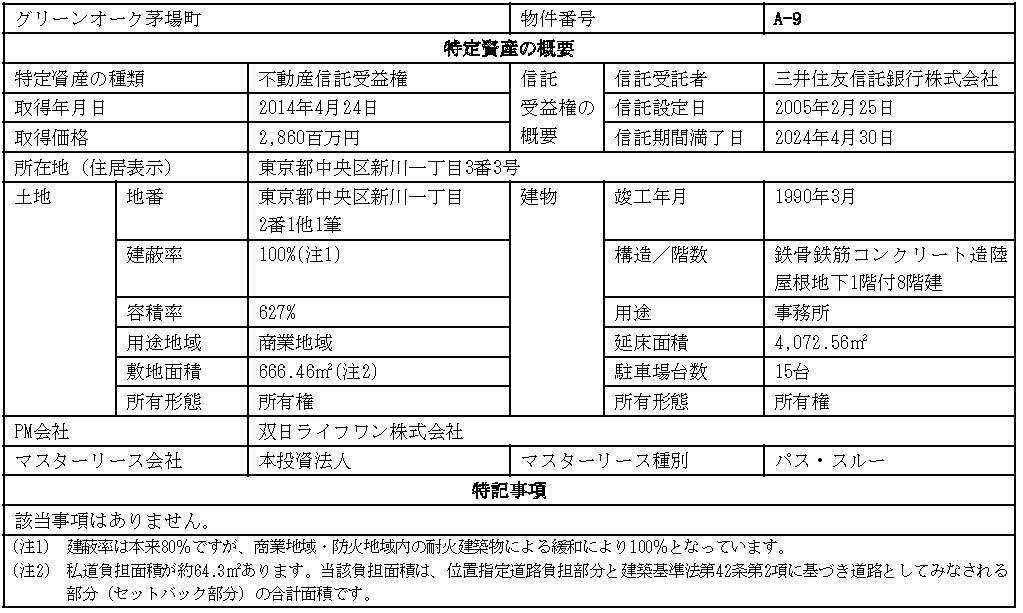 グリーンオーク茅場町 物件番号 A-9
特定資産の概要
特定資産の種類 不動産信託受益権 信託 信託受託者 三井住友信託銀行株式会社
取得年月日 2014年4月24日 受益権の 信託設定日 2005年2月25日
取得価格 2,860百万円 概要 信託期間満了日 2024年4月30日
所在地（住居表示） 東京都中央区新川一丁目3番3号
土地 地番 東京都中央区新川一丁目 建物 竣工年月 1990年3月
2番1他1筆
建蔽率 100%(注1) 構造／階数 鉄骨鉄筋コンクリート造陸
屋根地下1階付8階建
容積率 627% 用途 事務所
用途地域 商業地域 延床面積 4,072.56㎡
敷地面積 666.46㎡(注2) 駐車場台数 15台
所有形態 所有権 所有形態 所有権
PM会社 双日ライフワン株式会社
マスターリース会社 本投資法人 マスターリース種別 パス・スルー
特記事項
該当事項はありません。
(注1) 建蔽率は本来80％ですが、商業地域・防火地域内の耐火建築物による緩和により100％となっています。
(注2) 私道負担面積が約64.3㎡あります。当該負担面積は、位置指定道路負担部分と建築基準法第42条第2項に基づき道路としてみなされる
部分（セットバック部分）の合計面積です。